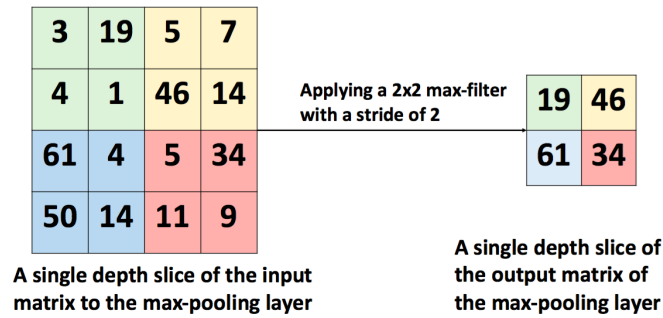 3 19 5 7
4 1 46 14
61 4 5 34
50 14 11 9
Applying a 2x2 max-filter
with a stride of 2
19 46
61 34
A single depth slice of the input
matrix to the max-pooling layer
A single depth slice of
the output matrix of
the max-pooling layer